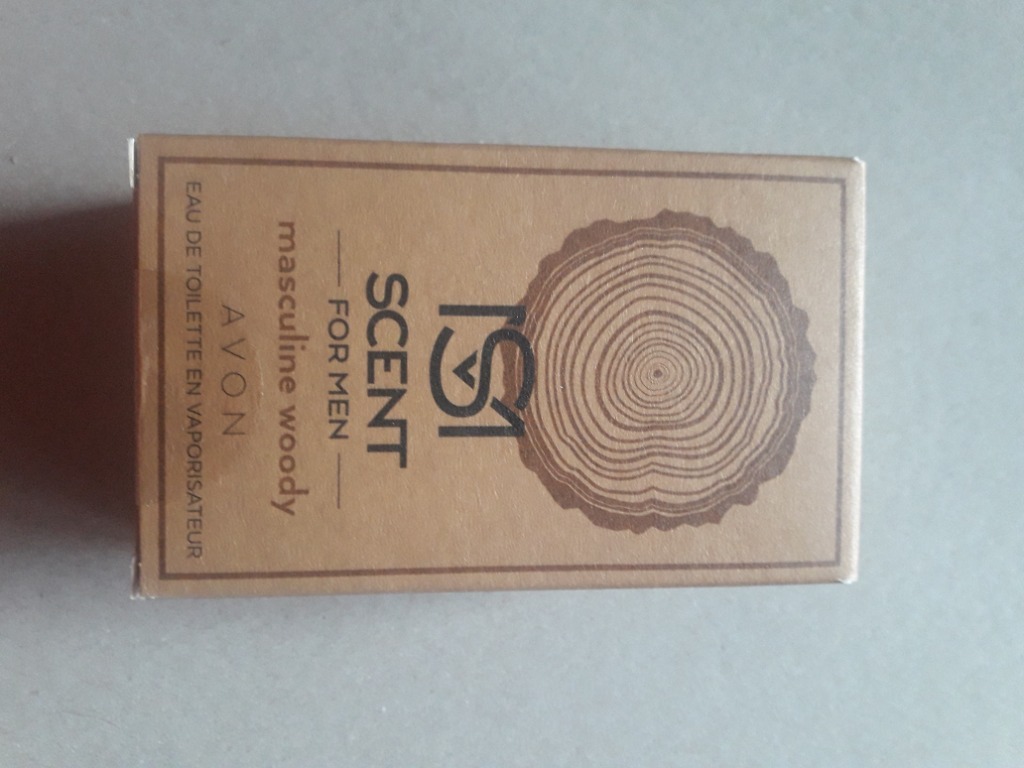 SCENT
FOR MEN
masculine woody
AVON
EAU DE TOILETTE EN VAPORISATEUR